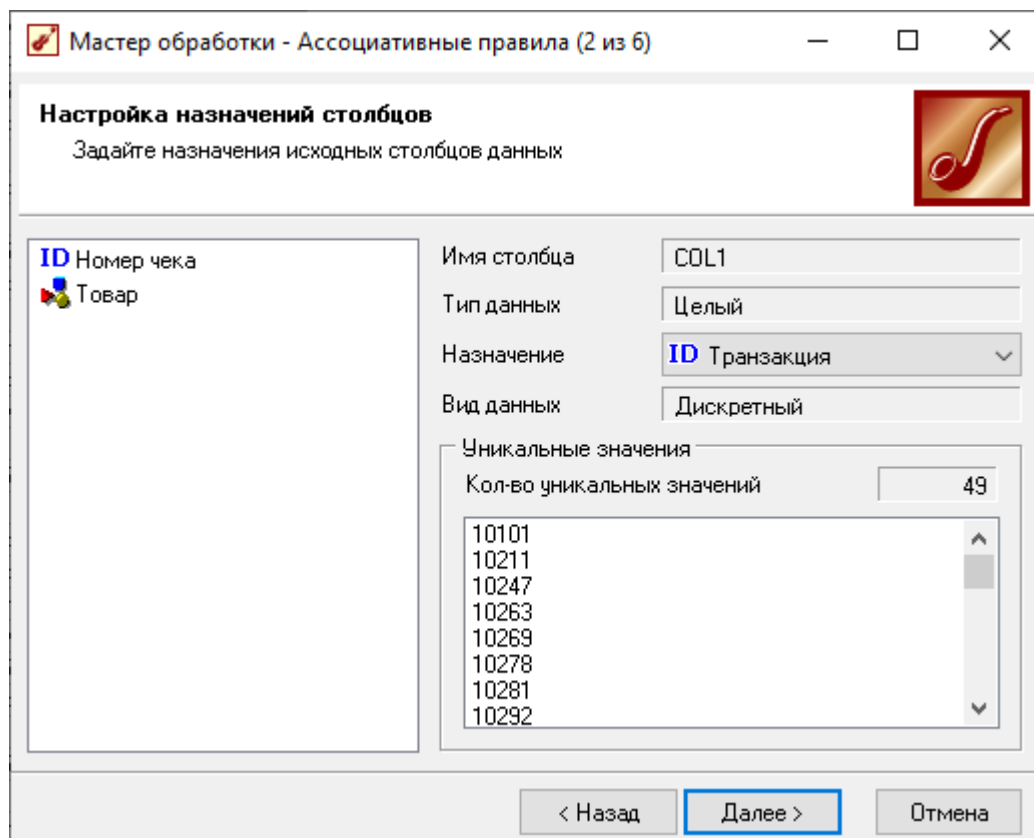 Мастер обработки - Ассоциативные правила (2 из 6)
Настройка назначений столбцов
Задайте назначения исходных столбцов данных
ID Номер чека
Товар
Имя столбца COL1
Тип данных Целый
Назначение ID Транзакция
Вид данных Дискретный
Уникальные значения
Кол-во уникальных значений 49
10101
10211
10247
10263
10269
10278
10281
10292
< Назад Далее > Отмена